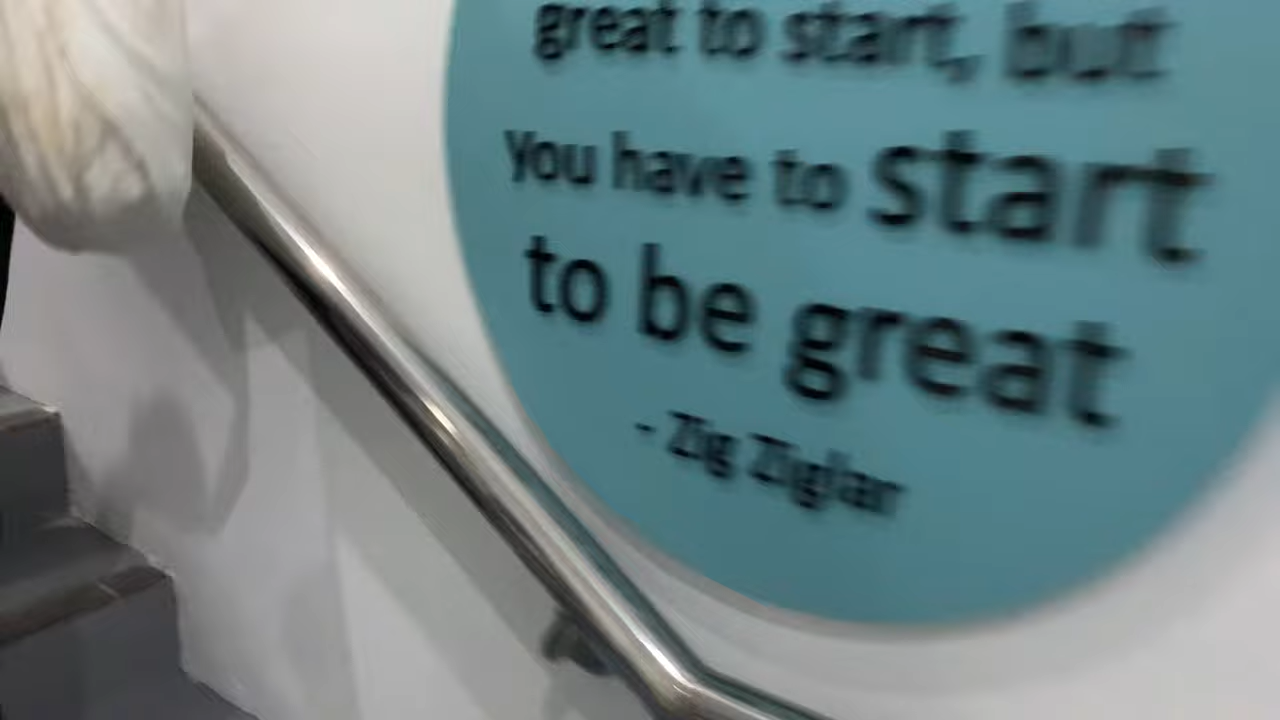 great to start, but
You have to start
to be great
- Zig Ziglar